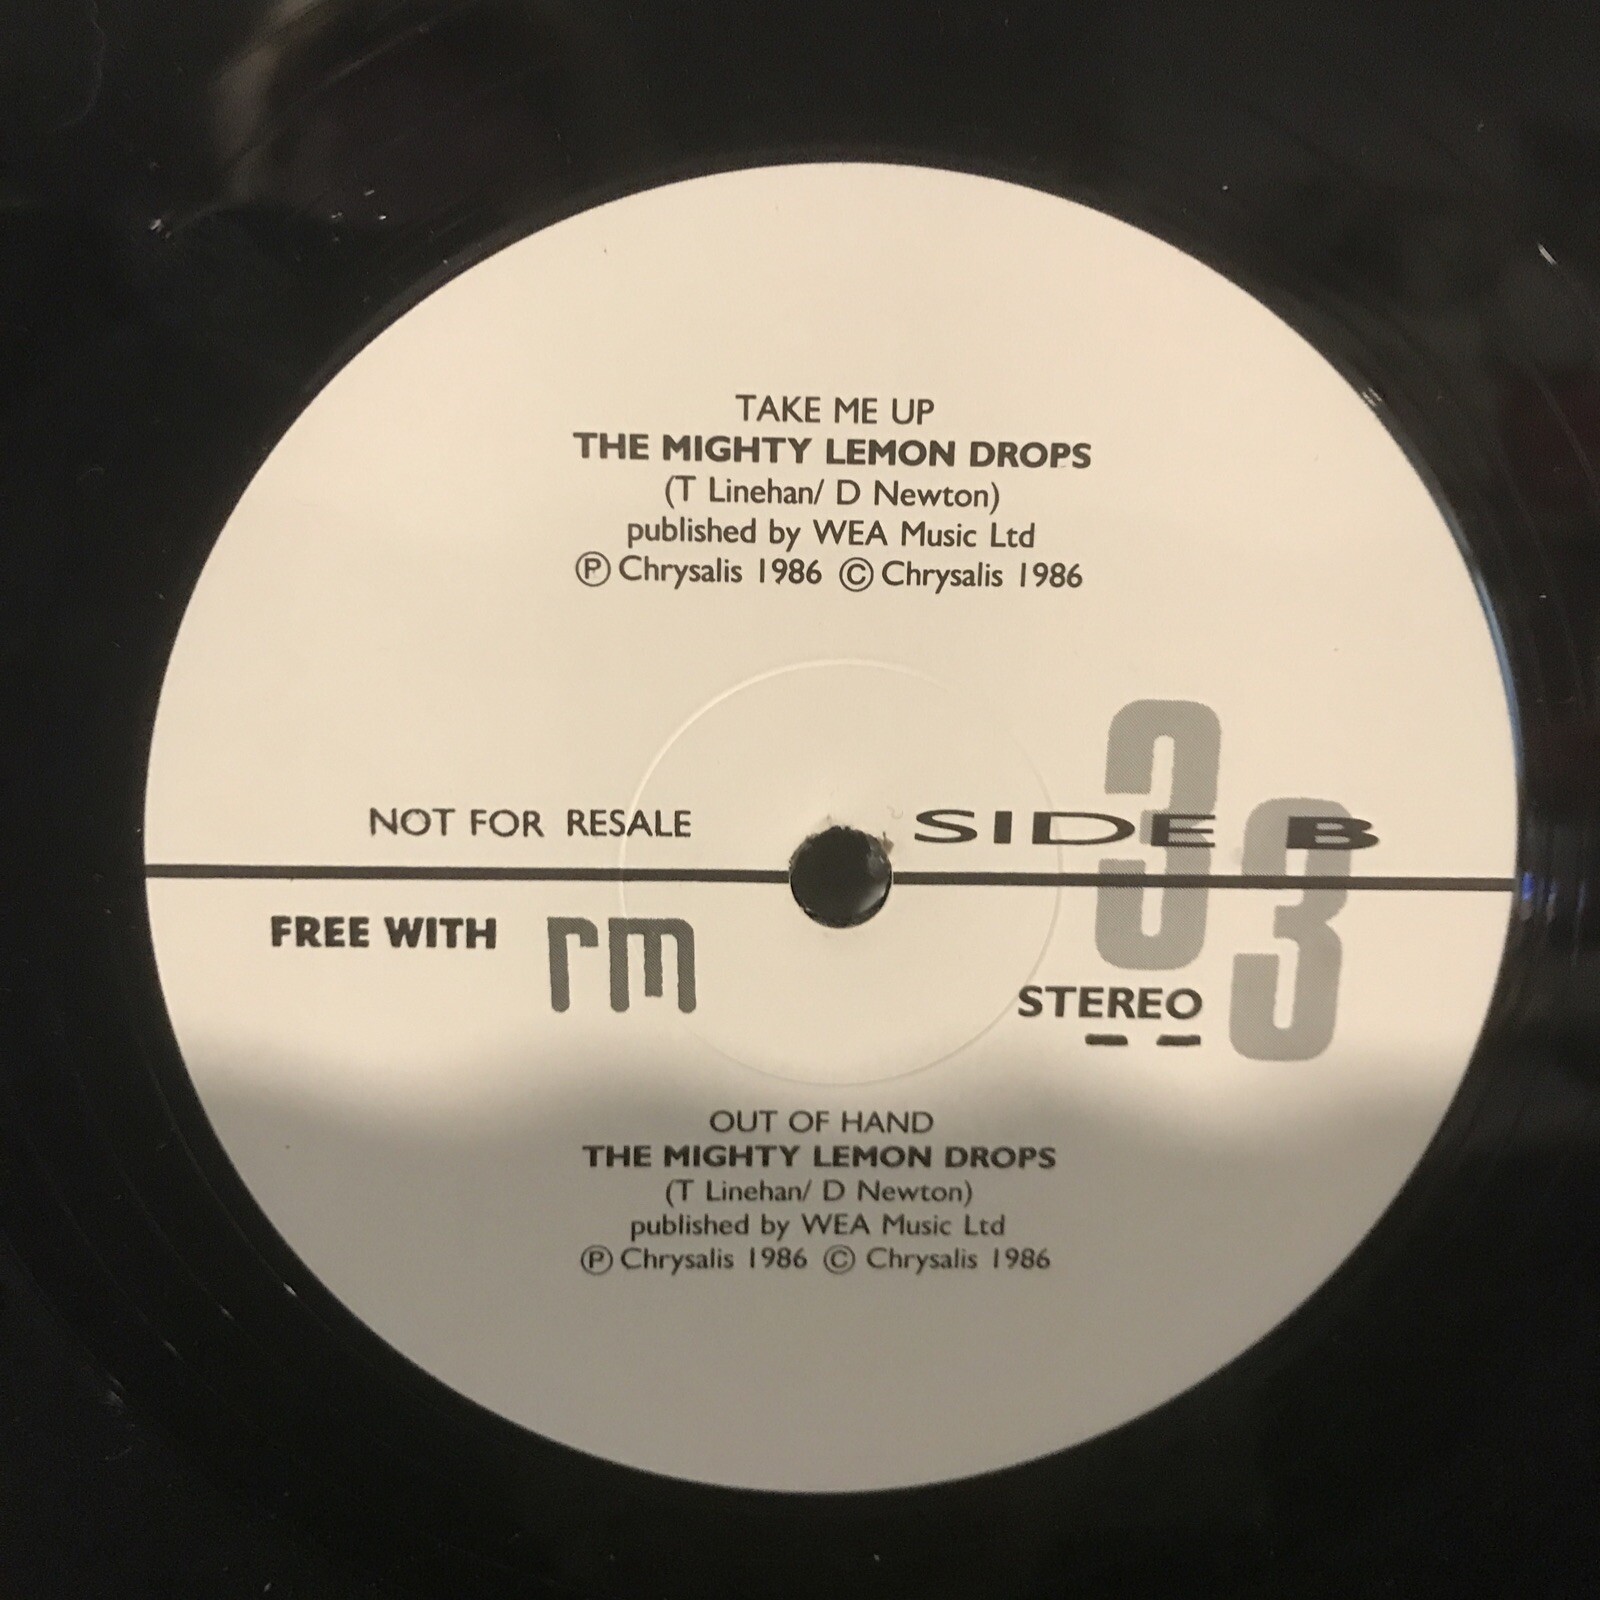 TAKE ME UP
THE MIGHTY LEMON DROPS
(T Linehan/ D Newton)
published by WEA Music Ltd
Ⓟ Chrysalis 1986 © Chrysalis 1986
NOT FOR RESALE
SIDE B
33
FREE WITH rm
STEREO
OUT OF HAND
THE MIGHTY LEMON DROPS
(T Linehan/ D Newton)
published by WEA Music Ltd
Ⓟ Chrysalis 1986 © Chrysalis 1986